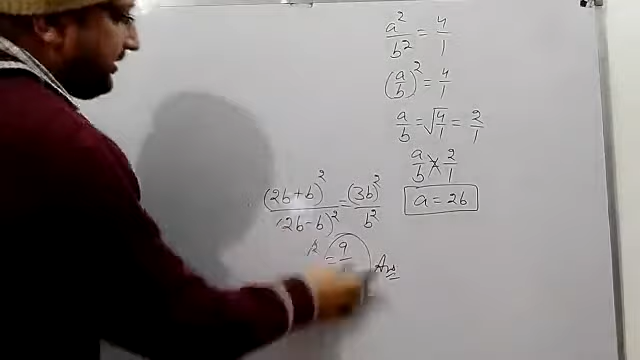 a²/b² = 4/1
(a/b)² = 4/1
a/b = √4/1 = 2/1
a/b × 2/1
a = 2b
(2b+b)²/(2b-b)² = (3b)²/b²
= 9 Ans